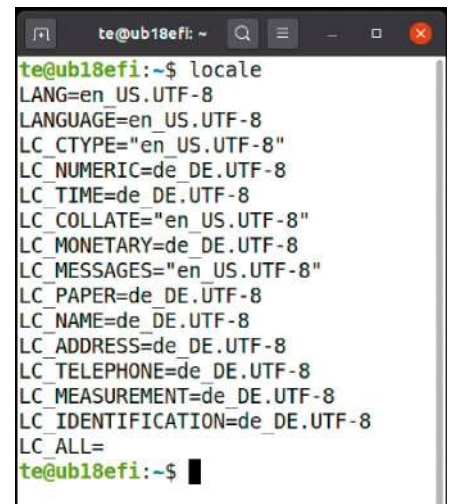 te@ub18efi: ~
te@ub18efi:~$ locale
LANG=en_US.UTF-8
LANGUAGE=en_US.UTF-8
LC_CTYPE="en_US.UTF-8"
LC_NUMERIC=de_DE.UTF-8
LC_TIME=de_DE.UTF-8
LC_COLLATE="en_US.UTF-8"
LC_MONETARY=de_DE.UTF-8
LC_MESSAGES="en_US.UTF-8"
LC_PAPER=de_DE.UTF-8
LC_NAME=de_DE.UTF-8
LC_ADDRESS=de_DE.UTF-8
LC_TELEPHONE=de_DE.UTF-8
LC_MEASUREMENT=de_DE.UTF-8
LC_IDENTIFICATION=de_DE.UTF-8
LC_ALL=
te@ub18efi:~$